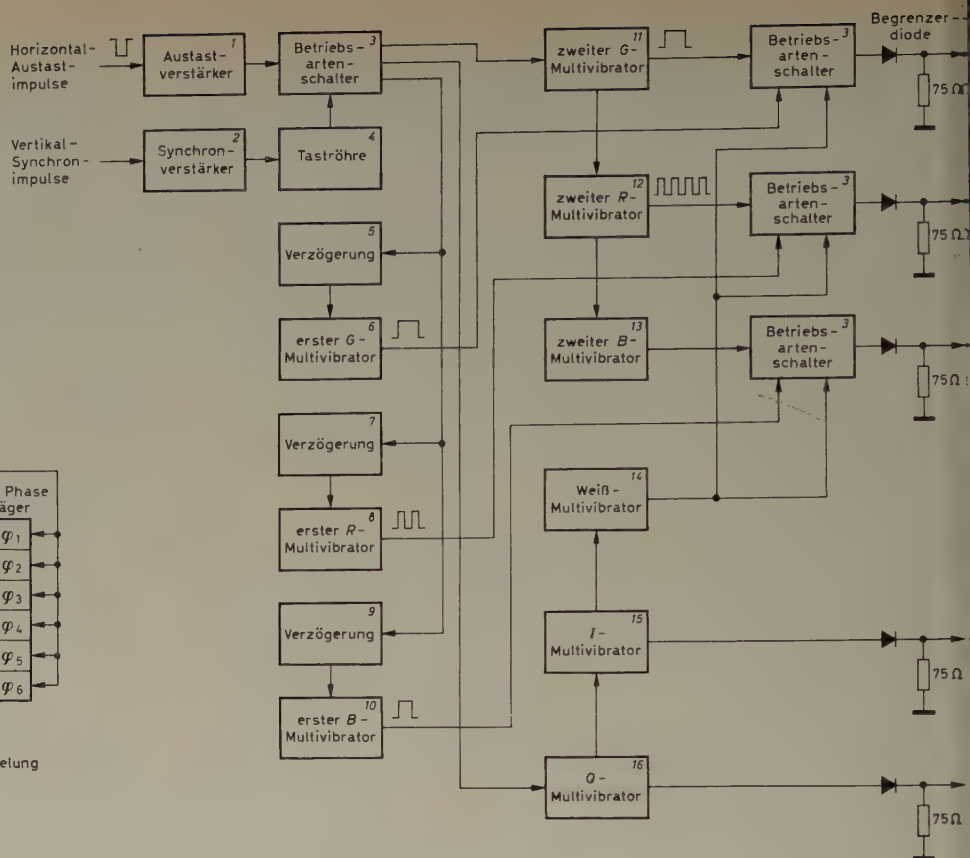 Horizontal-
Austast-
impulse
1
Austast-
verstärker
3
Betriebs-
arten-
schalter
Vertikal-
Synchron-
impulse
2
Synchron-
verstärker
4
Taströhre
5
Verzögerung
6
erster G-
Multivibrator
7
Verzögerung
8
erster R-
Multivibrator
9
Verzögerung
10
erster B-
Multivibrator
11
zweiter G-
Multivibrator
12
zweiter R-
Multivibrator
13
zweiter B-
Multivibrator
14
Weiß-
Multivibrator
15
I-
Multivibrator
16
Q-
Multivibrator
3
Betriebs-
arten-
schalter
3
Betriebs-
arten-
schalter
3
Betriebs-
arten-
schalter
Begrenzer-
diode
75 Ω
75 Ω
75 Ω
75 Ω
75 Ω
Phase
äger
φ1
φ2
φ3
φ4
φ5
φ6
elung